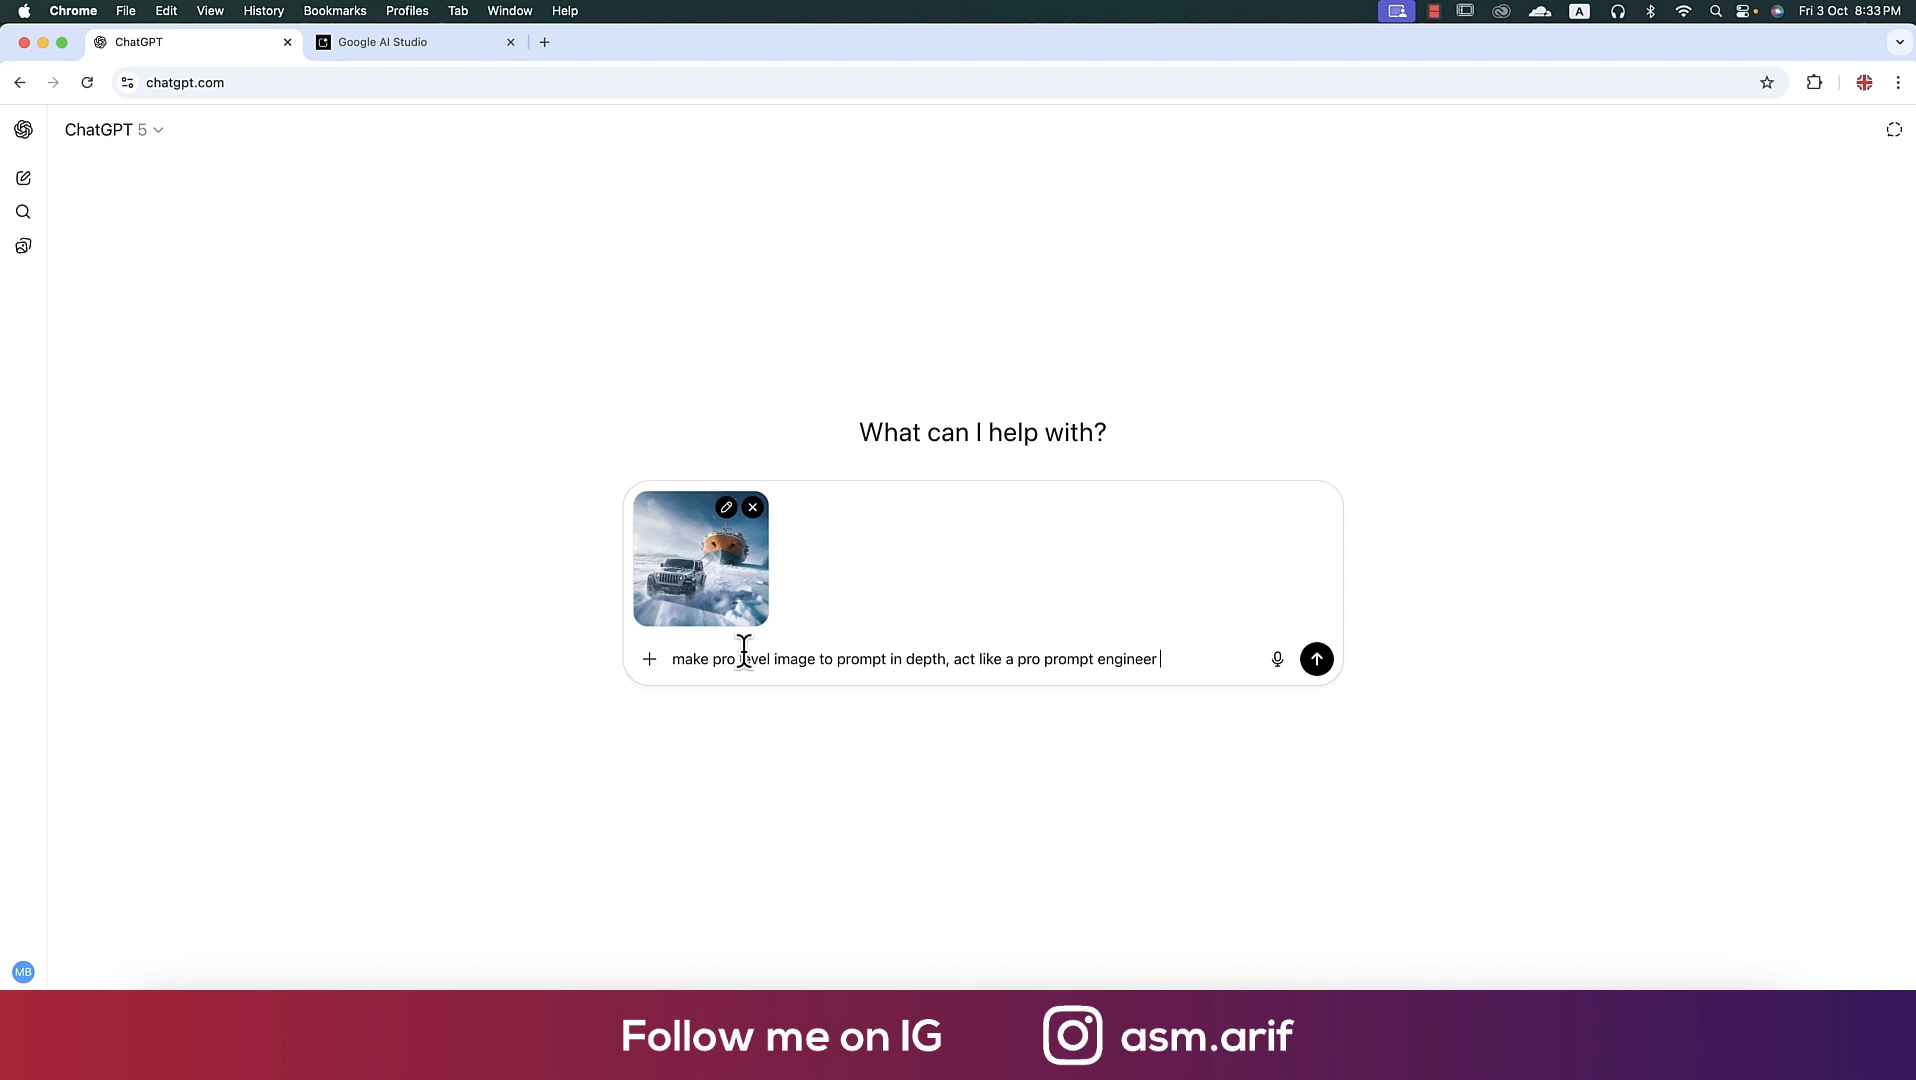 Chrome File Edit View History Bookmarks Profiles Tab Window Help A Fri 3 Oct 8:33 PM
ChatGPT Google AI Studio
chatgpt.com
ChatGPT 5
What can I help with?
make pro level image to prompt in depth, act like a pro prompt engineer
MB
Follow me on IG asm.arif